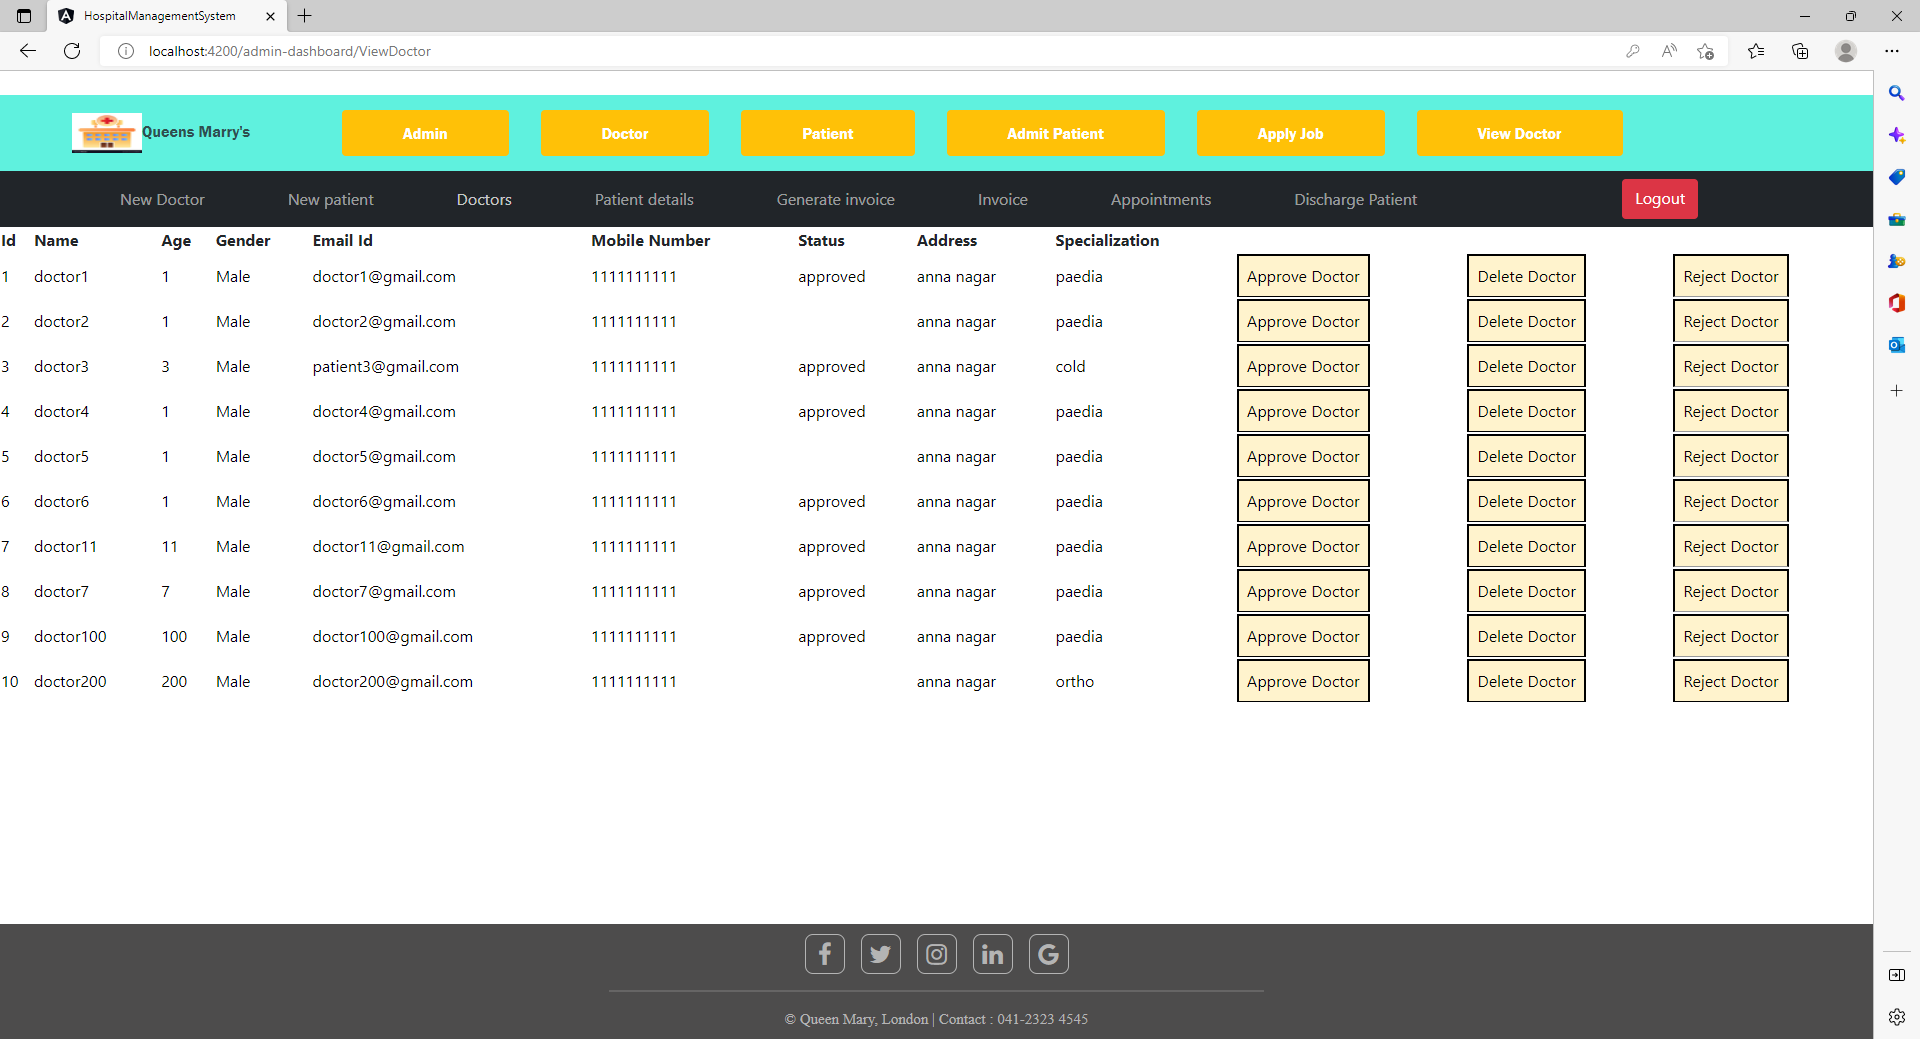 HospitalManagementSystem
localhost:4200/admin-dashboard/ViewDoctor
Queens Marry's Admin Doctor Patient Admit Patient Apply Job View Doctor
New Doctor New patient Doctors Patient details Generate invoice Invoice Appointments Discharge Patient Logout
Id Name Age Gender Email Id Mobile Number Status Address Specialization
1 doctor1 1 Male doctor1@gmail.com 1111111111 approved anna nagar paedia Approve Doctor Delete Doctor Reject Doctor
2 doctor2 1 Male doctor2@gmail.com 1111111111 anna nagar paedia Approve Doctor Delete Doctor Reject Doctor
3 doctor3 3 Male patient3@gmail.com 1111111111 approved anna nagar cold Approve Doctor Delete Doctor Reject Doctor
4 doctor4 1 Male doctor4@gmail.com 1111111111 approved anna nagar paedia Approve Doctor Delete Doctor Reject Doctor
5 doctor5 1 Male doctor5@gmail.com 1111111111 anna nagar paedia Approve Doctor Delete Doctor Reject Doctor
6 doctor6 1 Male doctor6@gmail.com 1111111111 approved anna nagar paedia Approve Doctor Delete Doctor Reject Doctor
7 doctor11 11 Male doctor11@gmail.com 1111111111 approved anna nagar paedia Approve Doctor Delete Doctor Reject Doctor
8 doctor7 7 Male doctor7@gmail.com 1111111111 approved anna nagar paedia Approve Doctor Delete Doctor Reject Doctor
9 doctor100 100 Male doctor100@gmail.com 1111111111 approved anna nagar paedia Approve Doctor Delete Doctor Reject Doctor
10 doctor200 200 Male doctor200@gmail.com 1111111111 anna nagar ortho Approve Doctor Delete Doctor Reject Doctor
© Queen Mary, London | Contact : 041-2323 4545